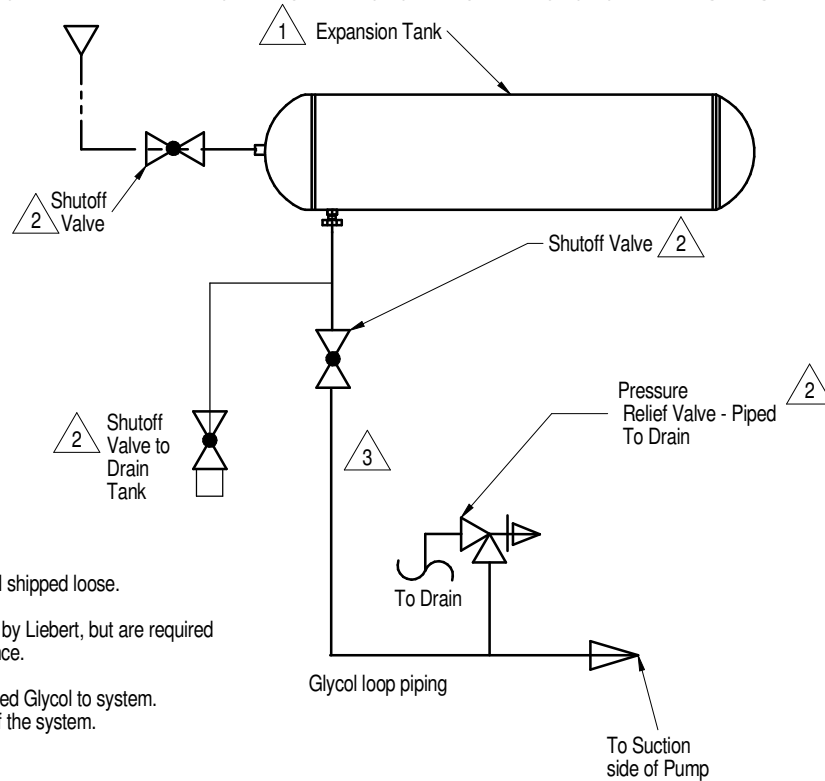 1 Expansion Tank
2 Shutoff
Valve
Shutoff Valve 2
2 Shutoff
Valve to
Drain
Tank
3
Pressure 2
Relief Valve - Piped
To Drain
To Drain
shipped loose.
by Liebert, but are required
ed Glycol to system.
the system.
Glycol loop piping
To Suction
side of Pump